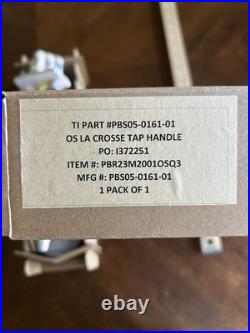 TI PART #PBS05-0161-01
OS LA CROSSE TAP HANDLE
PO: I372251
ITEM #: PBR23M2001OSQ3
MFG #: PBS05-0161-01
1 PACK OF 1